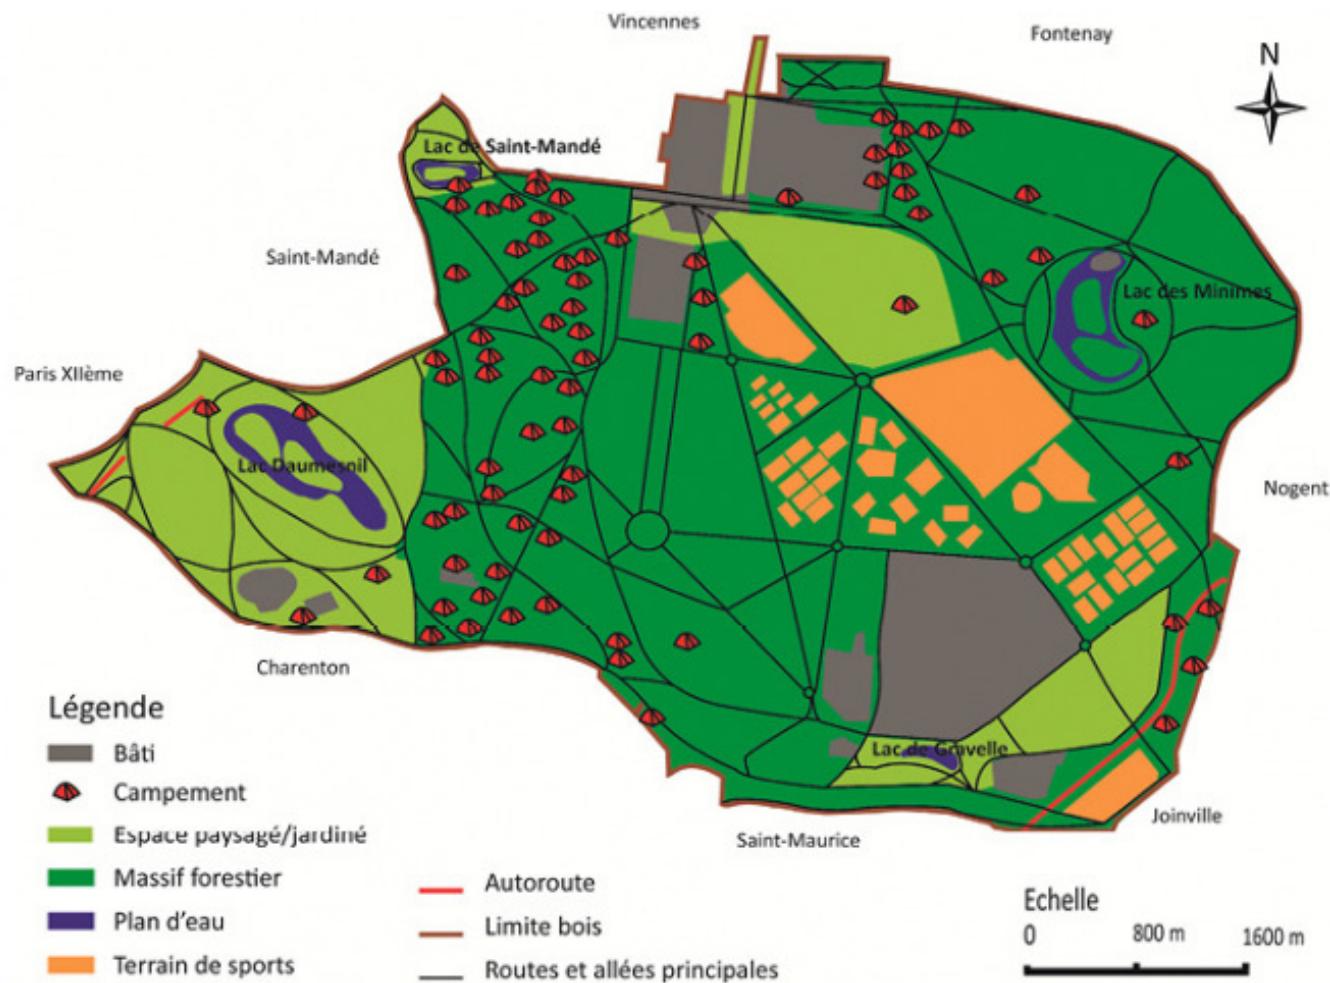 Vincennes
Fontenay
N
Lac de Saint-Mandé
Saint-Mandé
Lac des Minimes
Paris XIIème
Lac Daumesnil
Nogent
Charenton
Lac de Gravelle
Joinville
Saint-Maurice
Légende
Bâti
Campement
Espace paysagé/jardiné
Massif forestier
Plan d'eau
Terrain de sports
Autoroute
Limite bois
Routes et allées principales
Echelle
0 800 m 1600 m